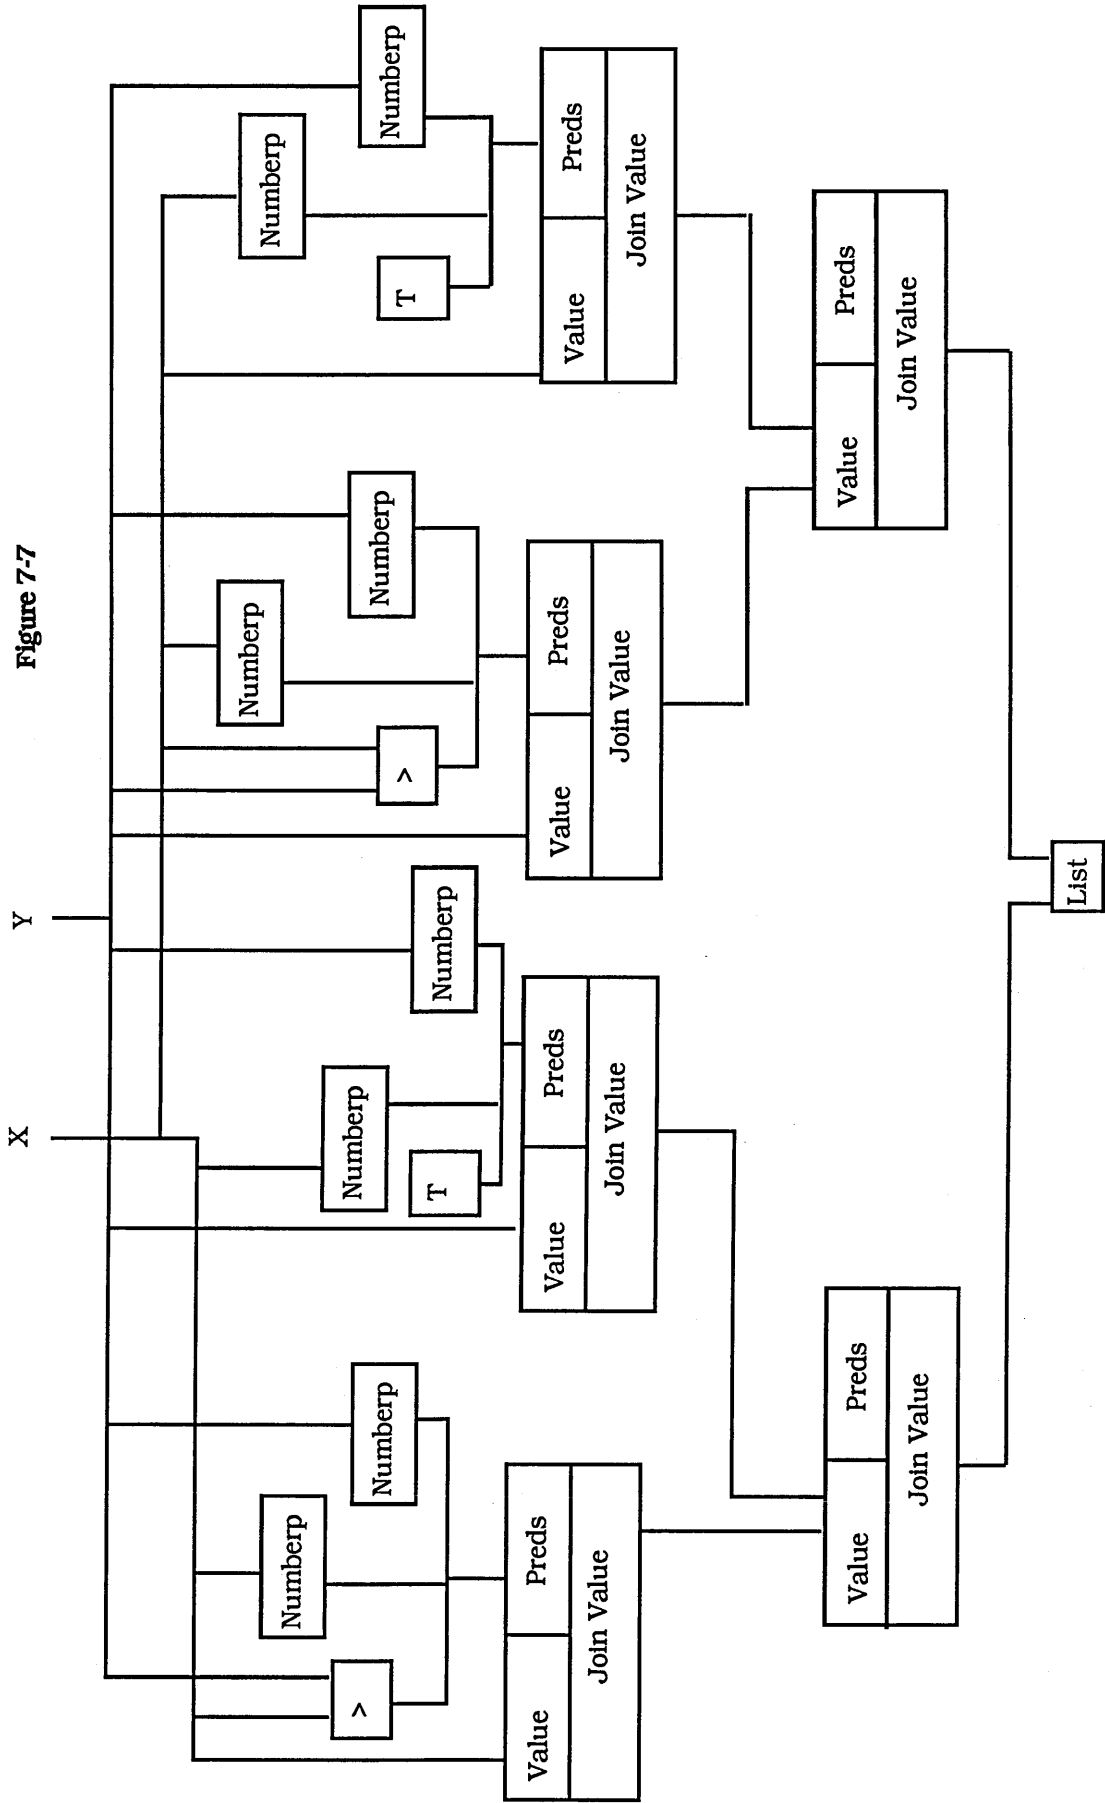 Figure 7-7
X
Y
>
Numberp
Numberp
Value
Preds
Join Value
T
Numberp
Numberp
Value
Preds
Join Value
>
Numberp
Numberp
Value
Preds
Join Value
T
Numberp
Numberp
Value
Preds
Join Value
Value
Preds
Join Value
Value
Preds
Join Value
List